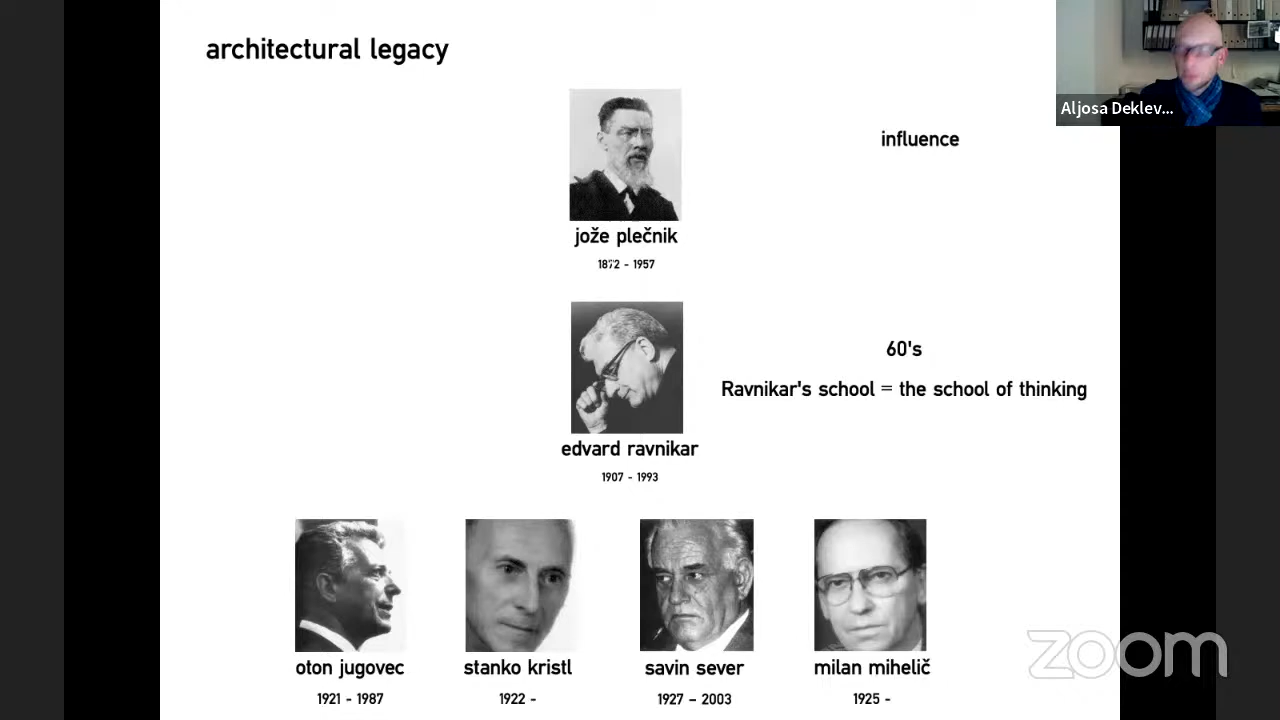 architectural legacy
Aljosa Deklev...
influence
jože plečnik
1872 - 1957
60's
Ravnikar's school = the school of thinking
edvard ravnikar
1907 - 1993
oton jugovec
stanko kristl
savin sever
milan mihelič
1921 - 1987
1922 -
1927 – 2003
1925 -
zoom